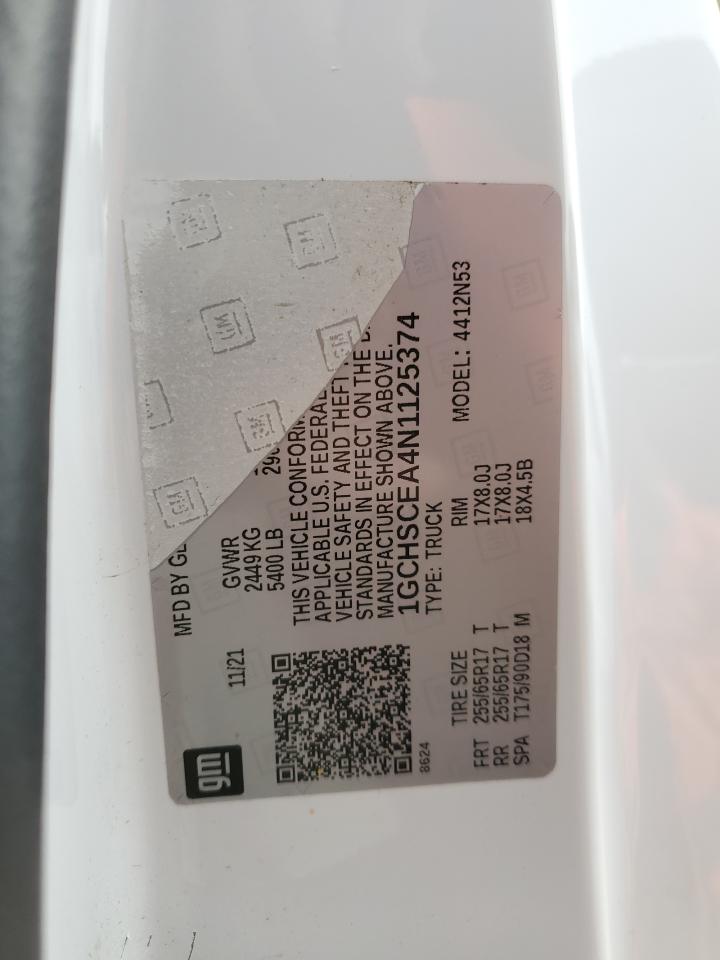 gm
MFD BY GE
11/21
GVWR
2449 KG
5400 LB
THIS VEHICLE CONFORM
APPLICABLE U.S. FEDERAL
VEHICLE SAFETY AND THEFT
STANDARDS IN EFFECT ON THE
MANUFACTURE SHOWN ABOVE.
1GCHSCEA4N1125374
TYPE: TRUCK MODEL: 4412N53
8624
TIRE SIZE RIM
FRT 255/65R17 T 17X8.0J
RR 255/65R17 T 17X8.0J
SPA T175/90D18 M 18X4.5B